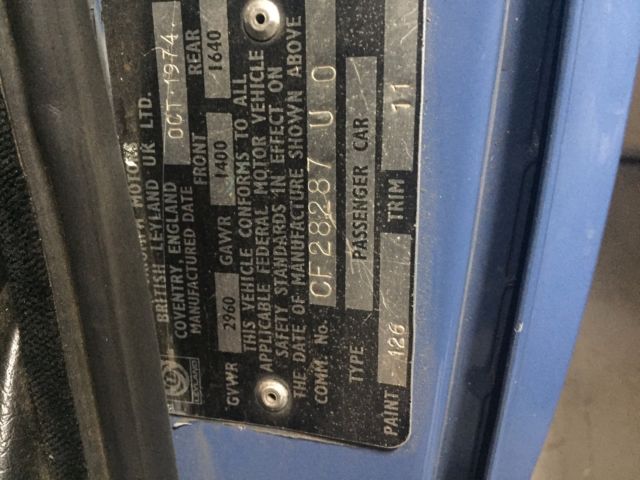 MOTOR
BRITISH LEYLAND UK LTD.
COVENTRY, ENGLAND
MANUFACTURED DATE OCT 1974.
GVWR 2960 GAWR FRONT 1400 REAR 1640
THIS VEHICLE CONFORMS TO ALL
APPLICABLE FEDERAL MOTOR VEHICLE
SAFETY STANDARDS IN EFFECT ON
THE DATE OF MANUFACTURE SHOWN ABOVE
COMM. No. CF28287 U O
TYPE PASSENGER CAR
PAINT 126 TRIM 11